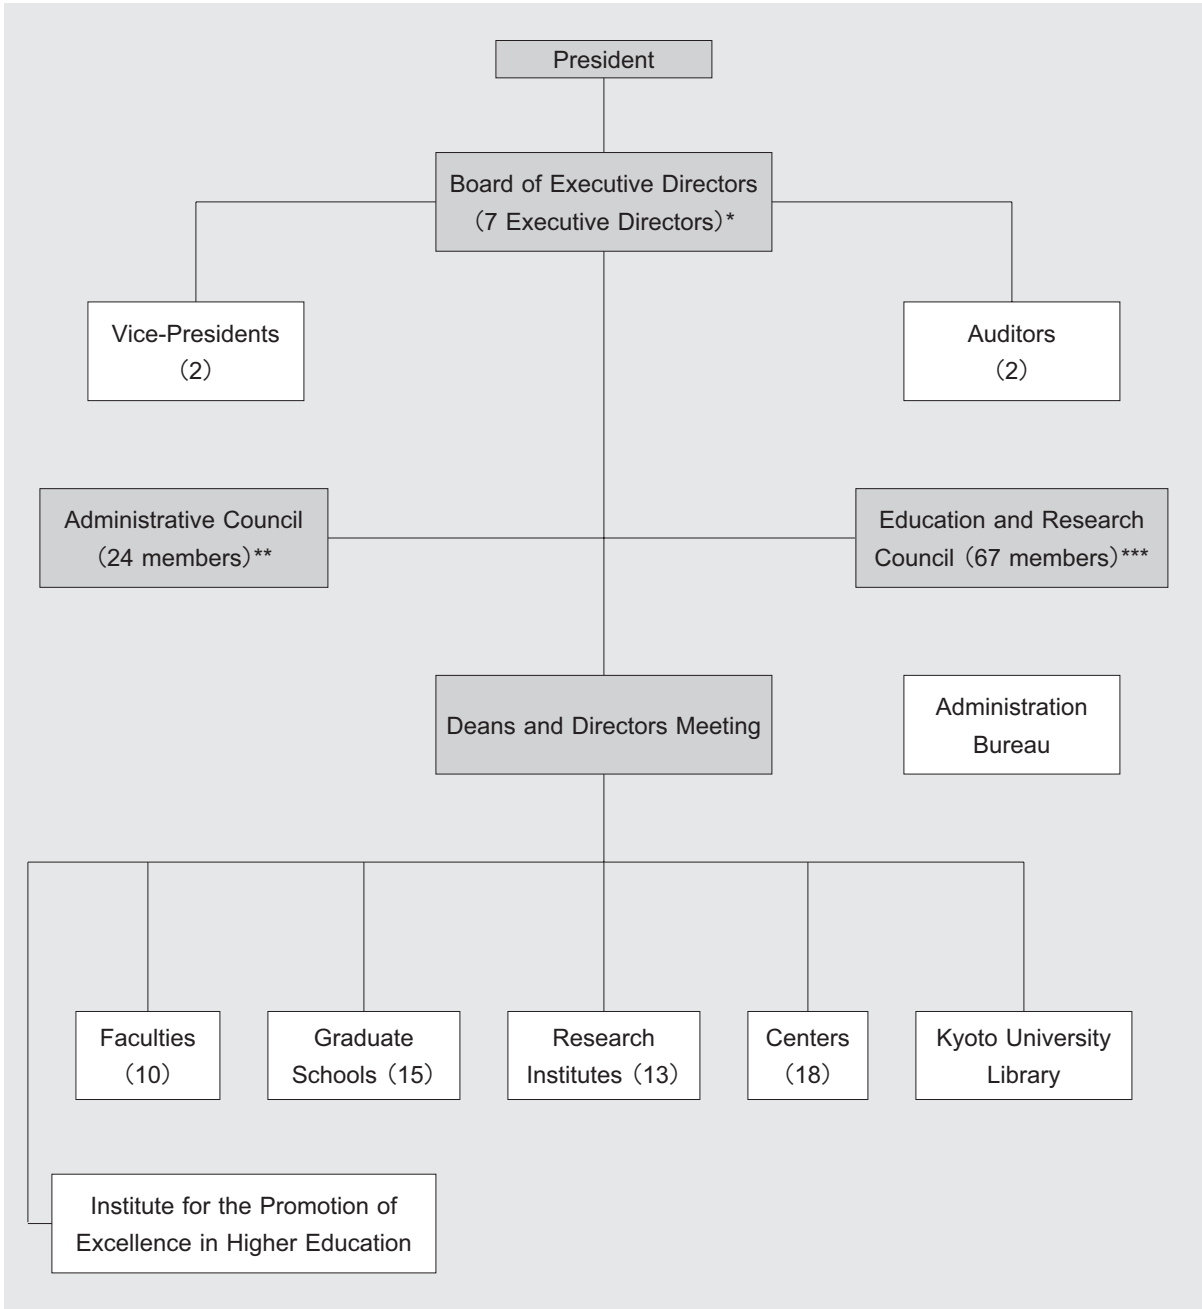 President
Board of Executive Directors
(7 Executive Directors)*
Vice-Presidents
(2)
Auditors
(2)
Administrative Council
(24 members)**
Education and Research
Council (67 members)***
Deans and Directors Meeting
Administration
Bureau
Faculties
(10)
Graduate
Schools (15)
Research
Institutes (13)
Centers
(18)
Kyoto University
Library
Institute for the Promotion of
Excellence in Higher Education